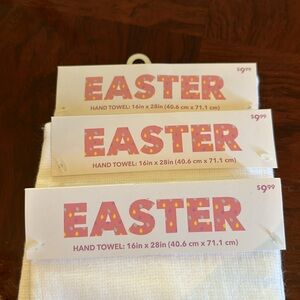 $9.99
EASTER
HAND TOWEL: 16in x 28in (40.6 cm x 71.1 cm)
$9.99
EASTER
HAND TOWEL: 16in x 28in (40.6 cm x 71.1 cm)
$9.99
EASTER
HAND TOWEL: 16in x 28in (40.6 cm x 71.1 cm)